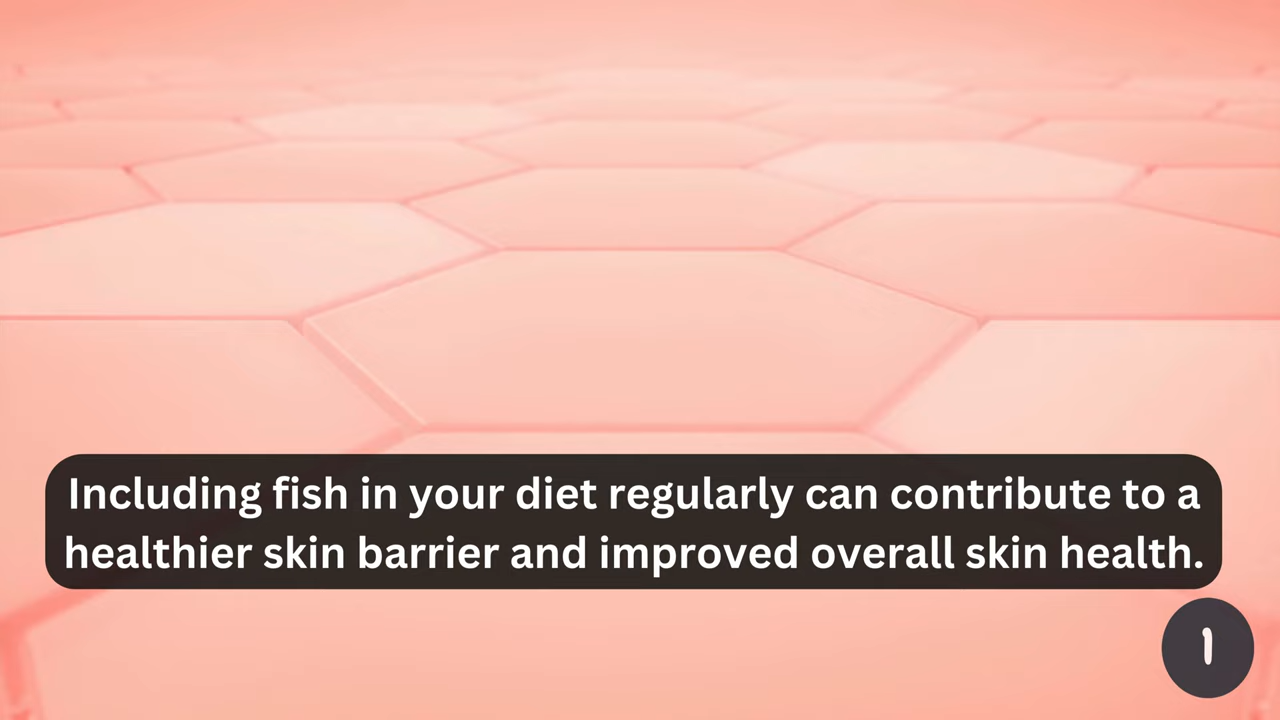 Including fish in your diet regularly can contribute to a
healthier skin barrier and improved overall skin health.
1